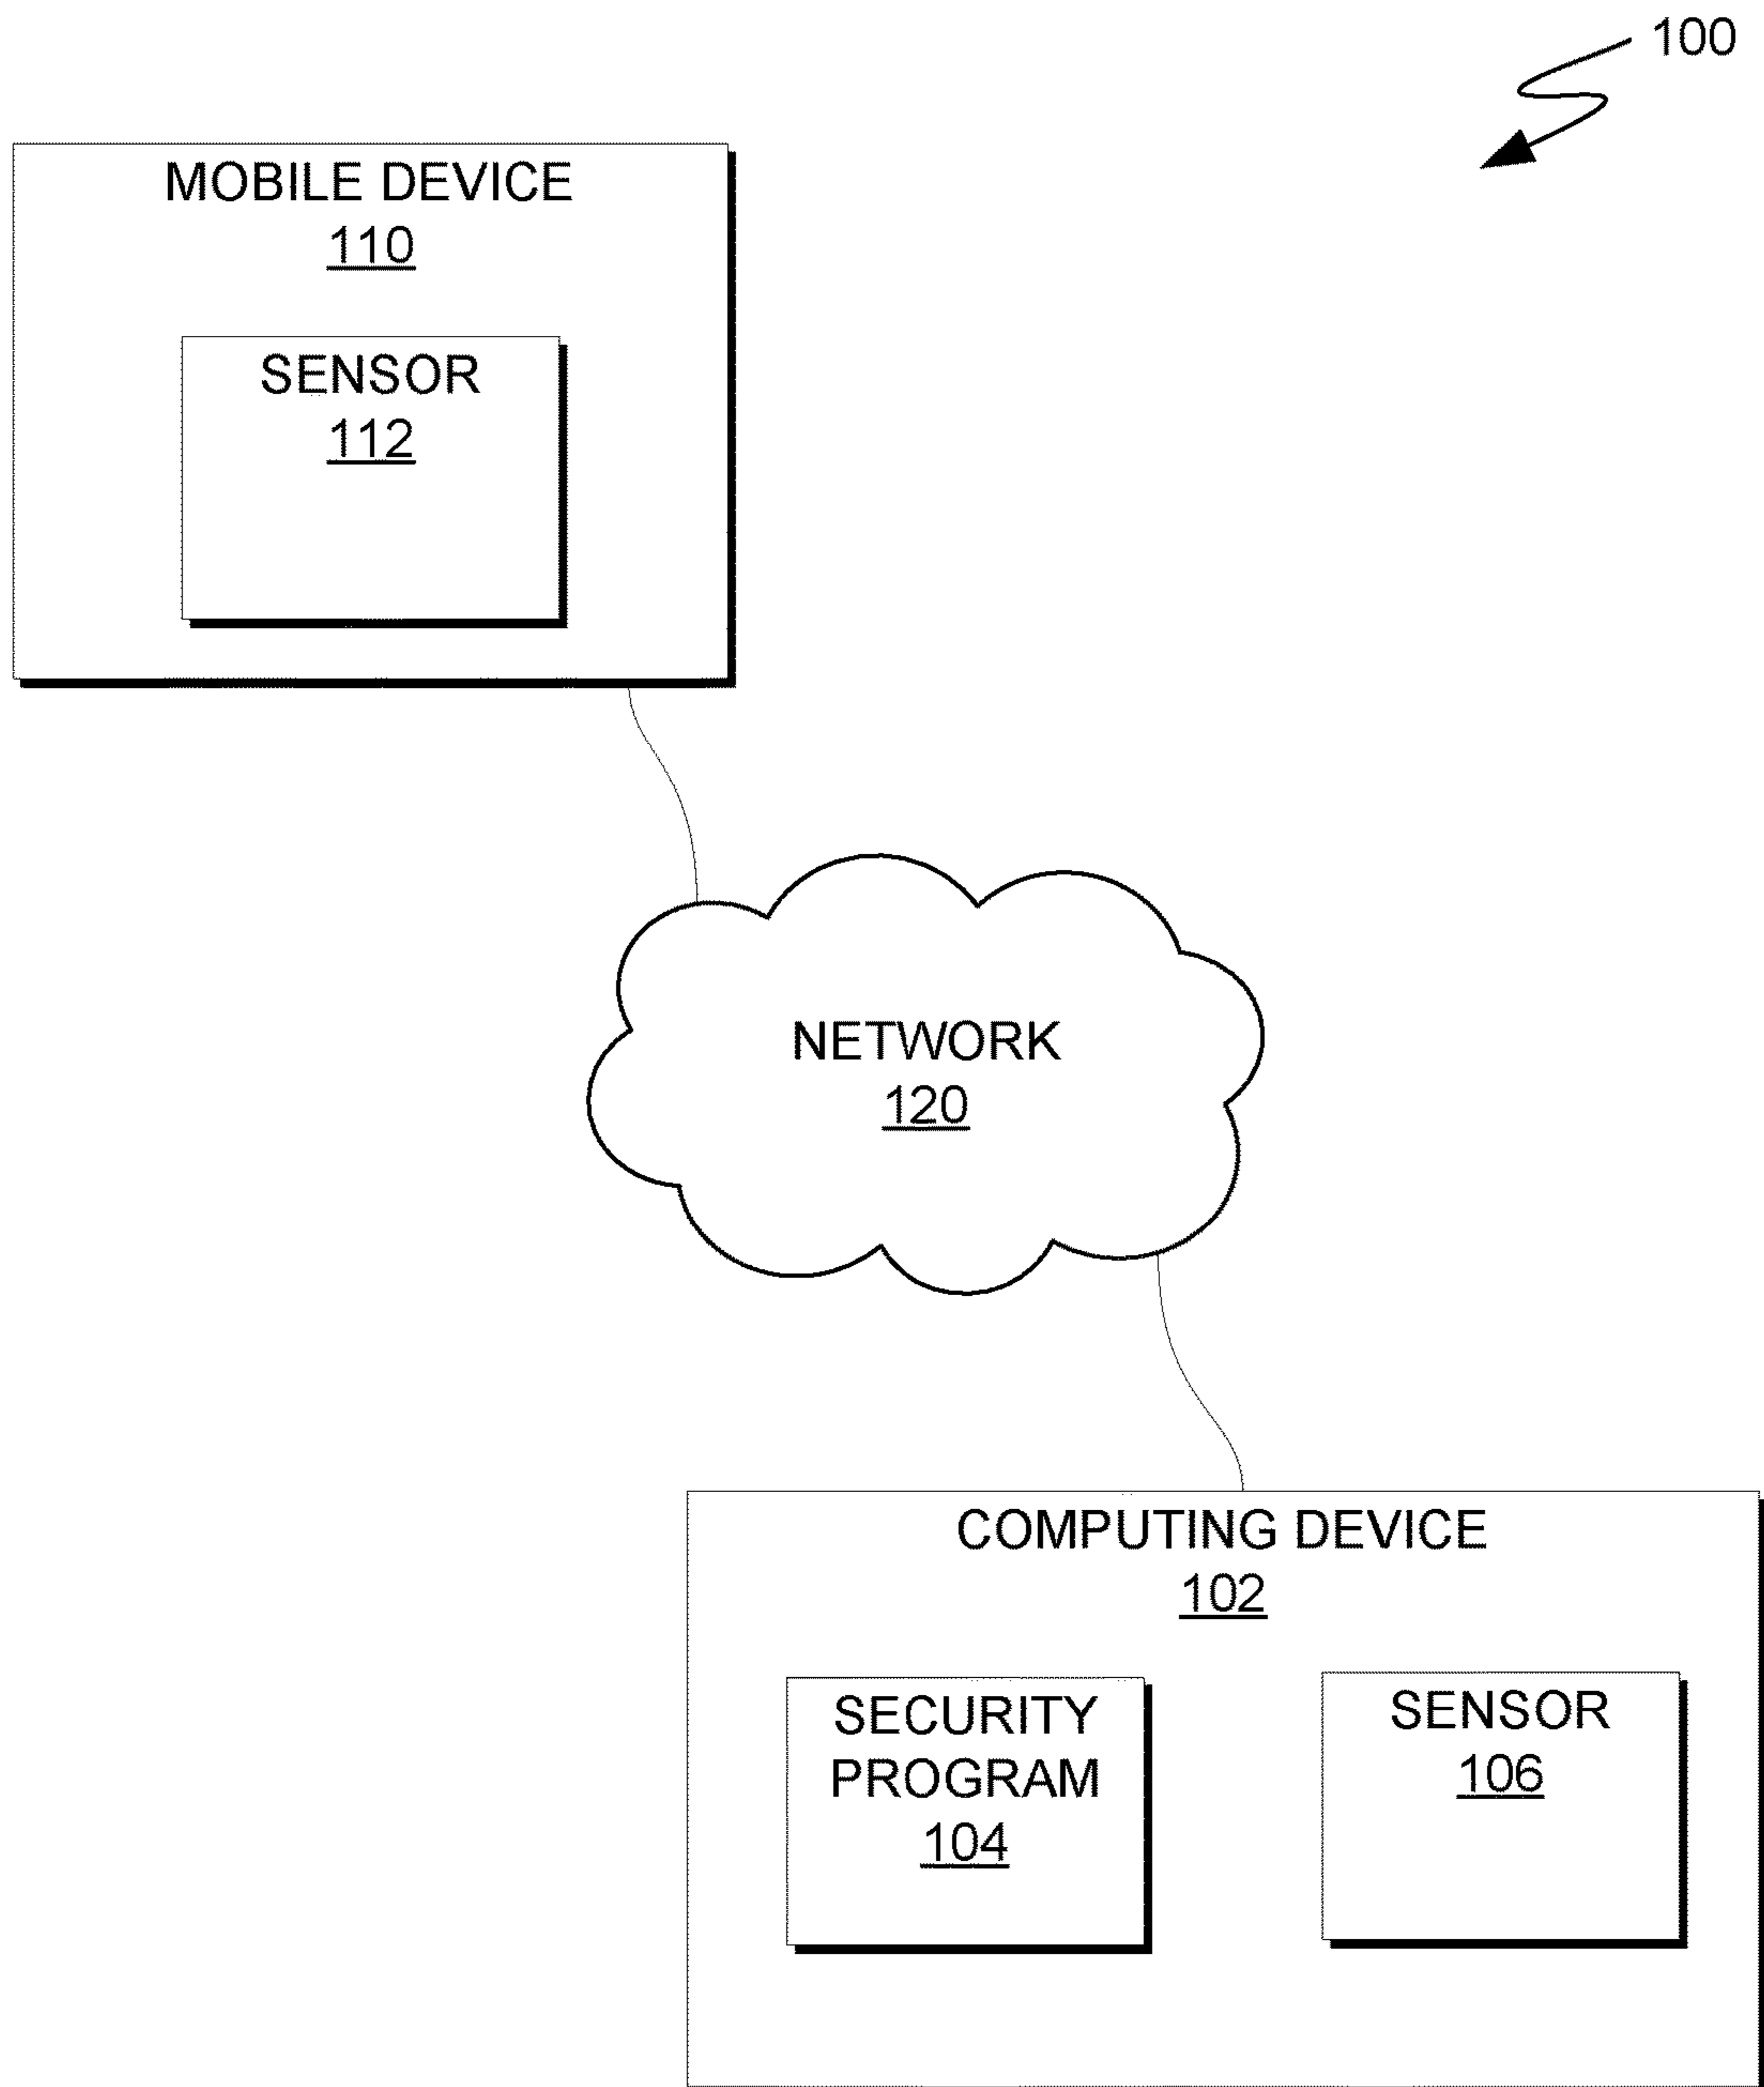 100
MOBILE DEVICE
110
SENSOR
112
NETWORK
120
COMPUTING DEVICE
102
SECURITY
PROGRAM
104
SENSOR
106